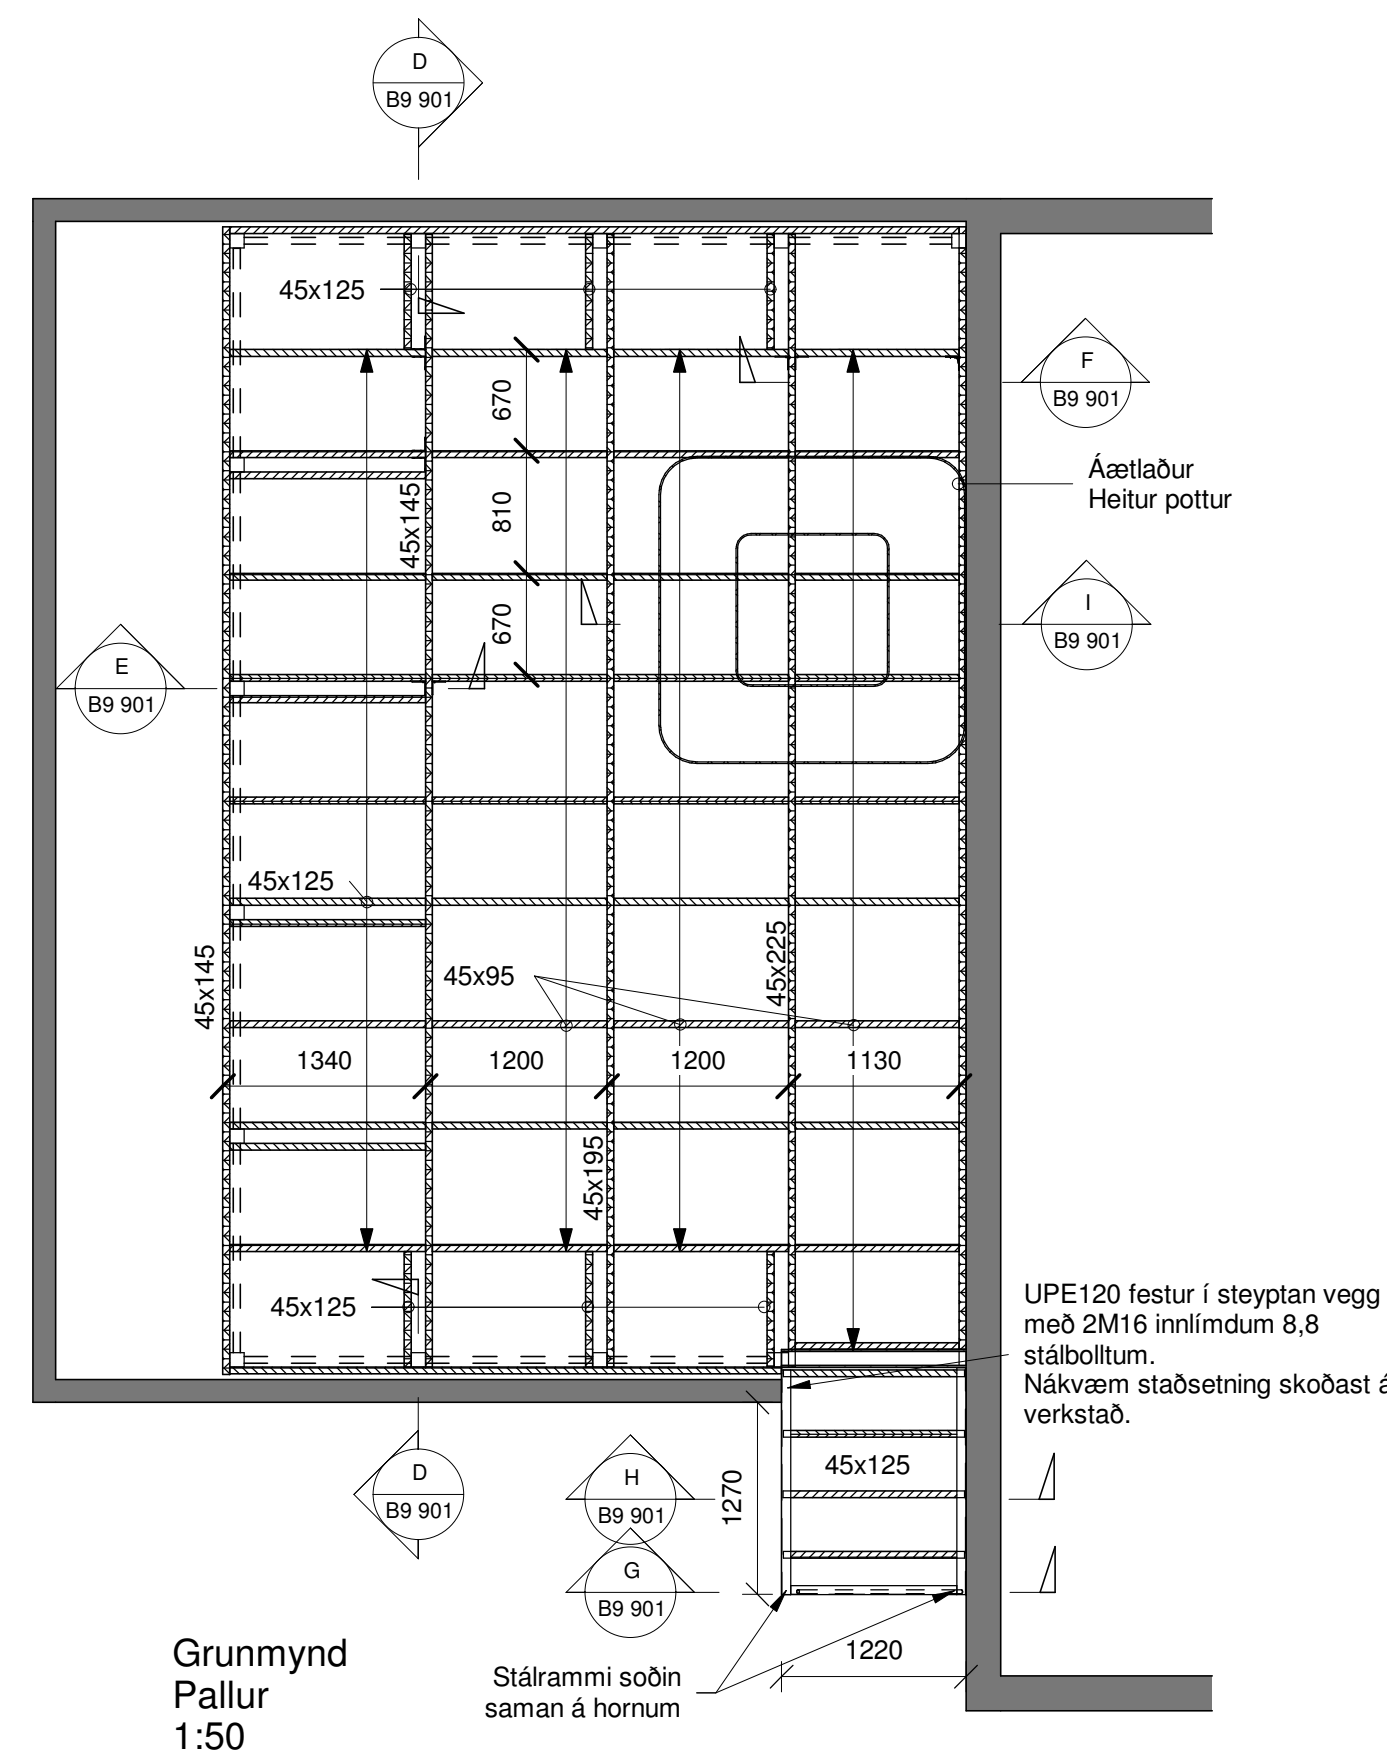 D
B9 901
45x125
670
F
B9 901
Áætlaður
Heitur pottur
45x145
810
670
I
B9 901
E
B9 901
45x125
45x145
45x95
45x225
1340
1200
1200
1130
45x195
45x125
UPE120 festur í steyptan vegg
með 2M16 innlímdum 8,8
stálbolltum.
Nákvæm staðsetning skoðast á
verkstað.
D
B9 901
H
B9 901
1270
45x125
G
B9 901
1220
Stálrammi soðin
saman á hornum
Grunmynd
Pallur
1:50